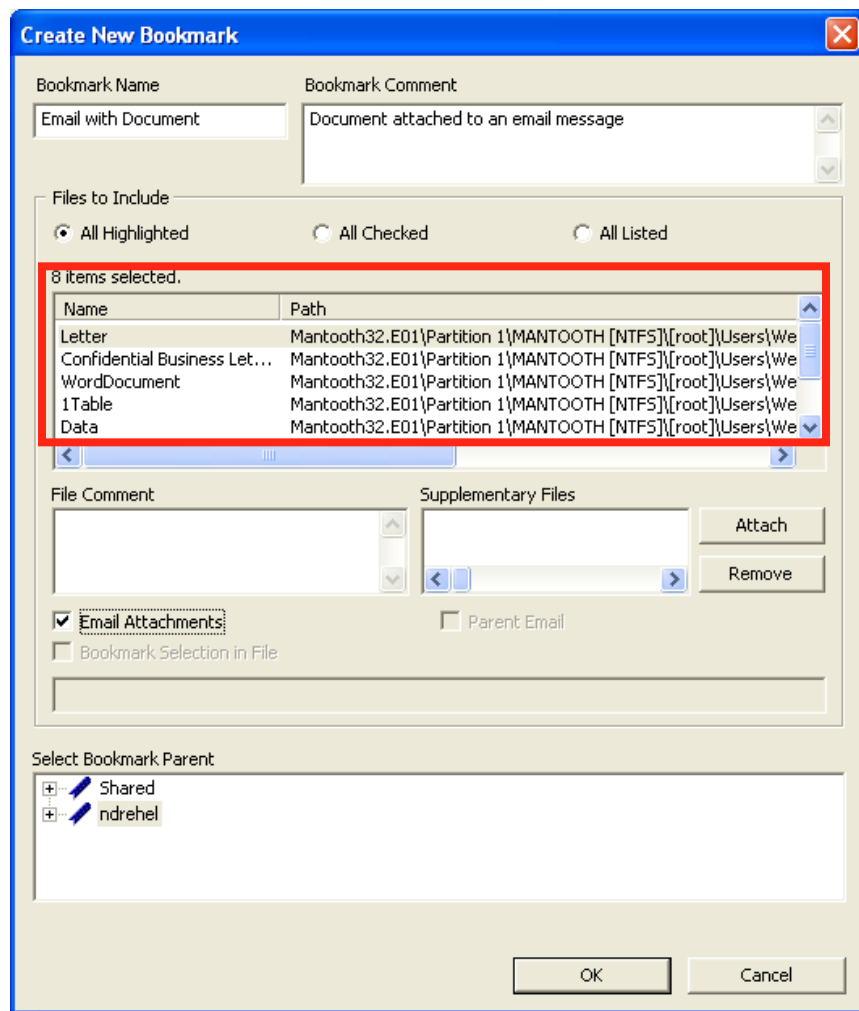 Create New Bookmark
Bookmark Name Bookmark Comment
Email with Document Document attached to an email message
Files to Include
All Highlighted All Checked All Listed
8 items selected.
Name Path
Letter Mantooth32.E01\Partition 1\MANTOOTH [NTFS]\[root]\Users\We
Confidential Business Let... Mantooth32.E01\Partition 1\MANTOOTH [NTFS]\[root]\Users\We
WordDocument Mantooth32.E01\Partition 1\MANTOOTH [NTFS]\[root]\Users\We
1Table Mantooth32.E01\Partition 1\MANTOOTH [NTFS]\[root]\Users\We
Data Mantooth32.E01\Partition 1\MANTOOTH [NTFS]\[root]\Users\We
File Comment Supplementary Files
Attach
Remove
Email Attachments Parent Email
Bookmark Selection in File
Select Bookmark Parent
Shared
ndrehel
OK Cancel